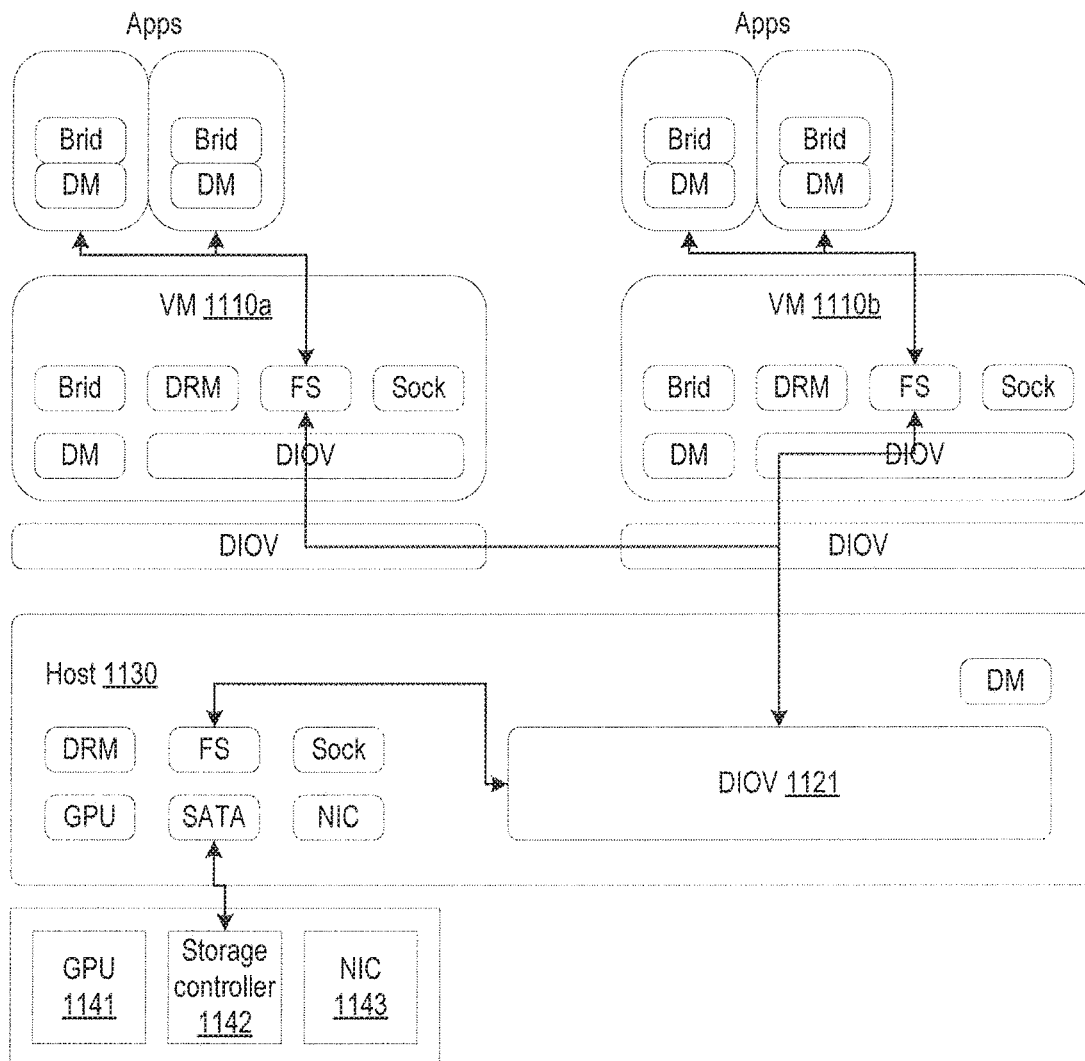 Apps
Apps
Brid
Brid
Brid
Brid
DM
DM
DM
DM
VM 1110a
VM 1110b
Brid
DRM
FS
Sock
Brid
DRM
FS
Sock
DM
DIOV
DM
DIOV
DIOV
DIOV
Host 1130
DM
DRM
FS
Sock
DIOV 1121
GPU
SATA
NIC
GPU
1141
Storage
controller
1142
NIC
1143